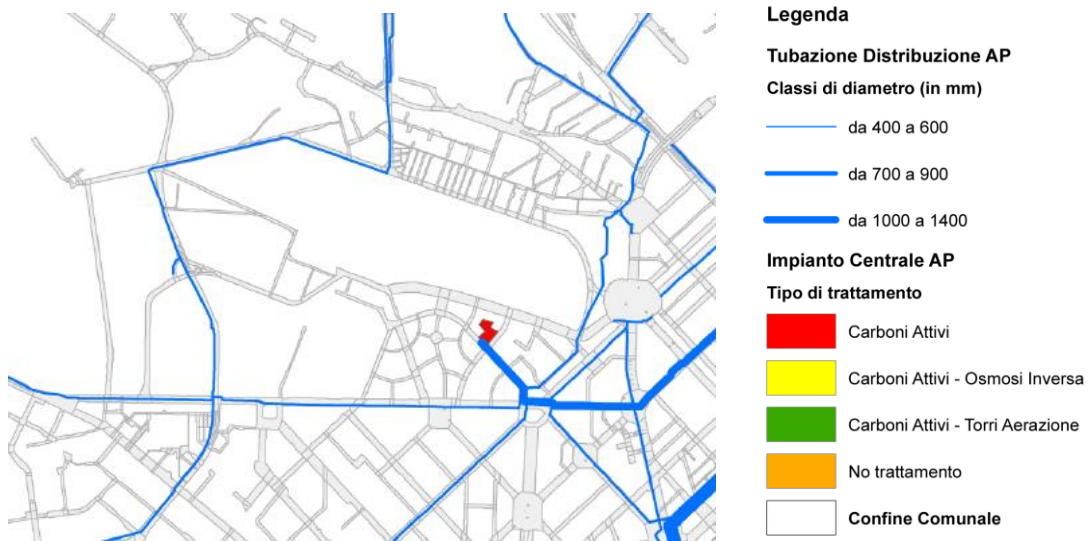 Legenda
Tubazione Distribuzione AP
Classi di diametro (in mm)
da 400 a 600
da 700 a 900
da 1000 a 1400
Impianto Centrale AP
Tipo di trattamento
Carboni Attivi
Carboni Attivi - Osmosi Inversa
Carboni Attivi - Torri Aerazione
No trattamento
Confine Comunale